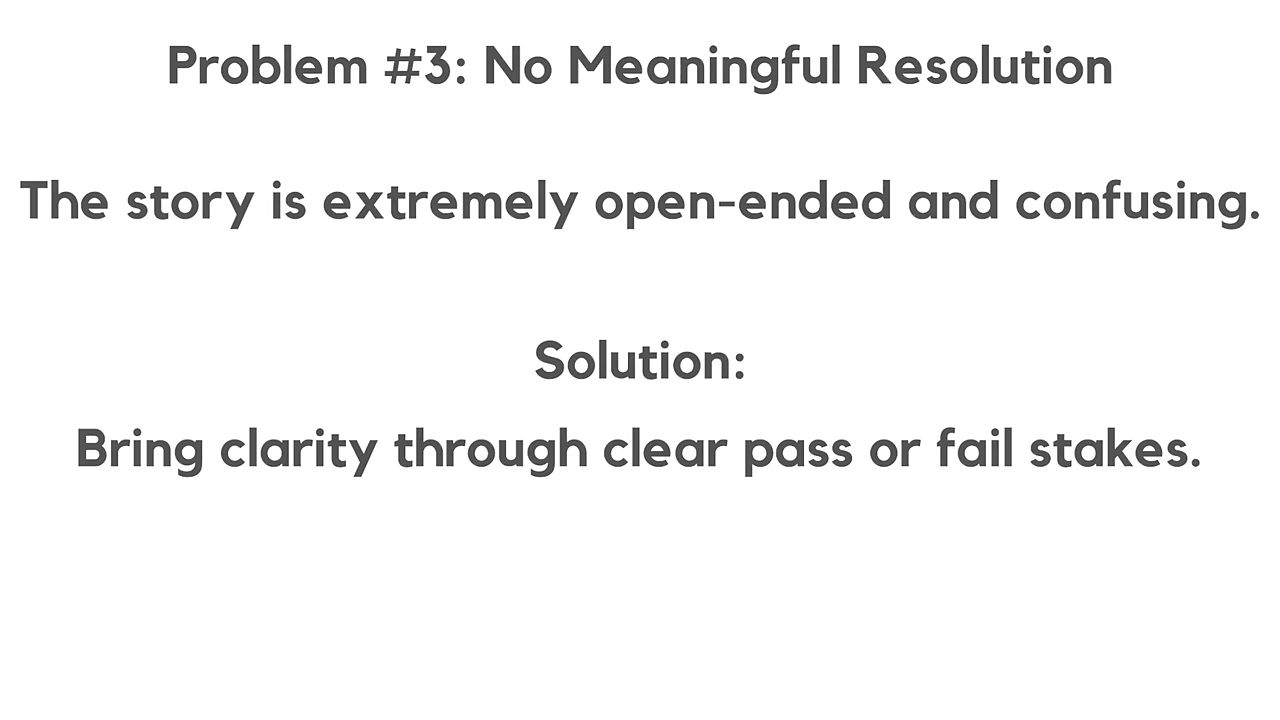 Problem #3: No Meaningful Resolution
The story is extremely open-ended and confusing.
Solution:
Bring clarity through clear pass or fail stakes.